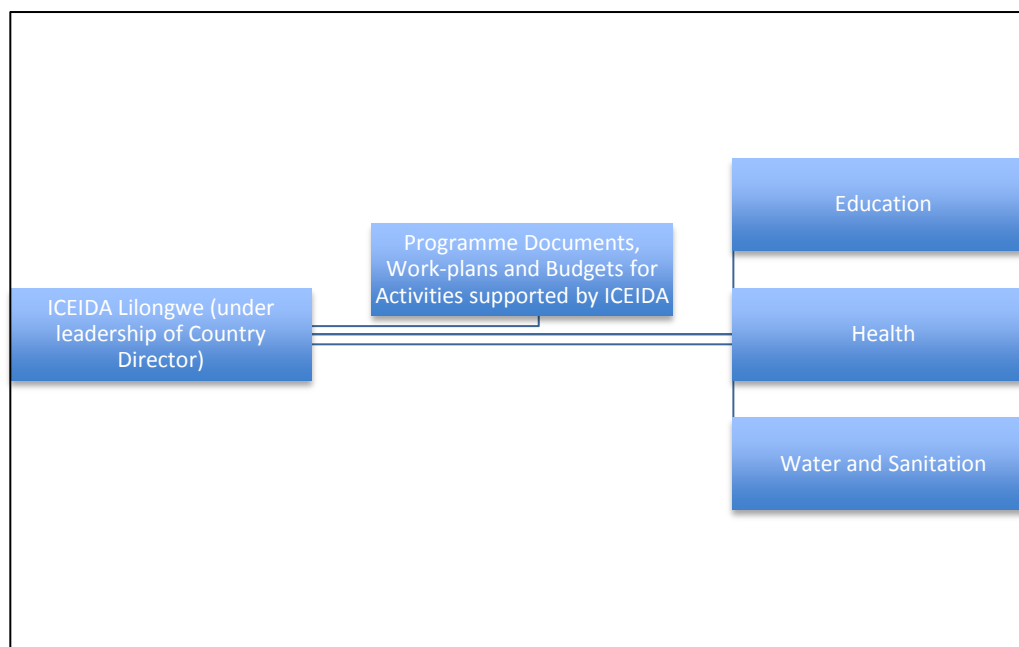 ICEIDA Lilongwe (under
leadership of Country
Director)
Programme Documents,
Work-plans and Budgets for
Activities supported by ICEIDA
Education
Health
Water and Sanitation